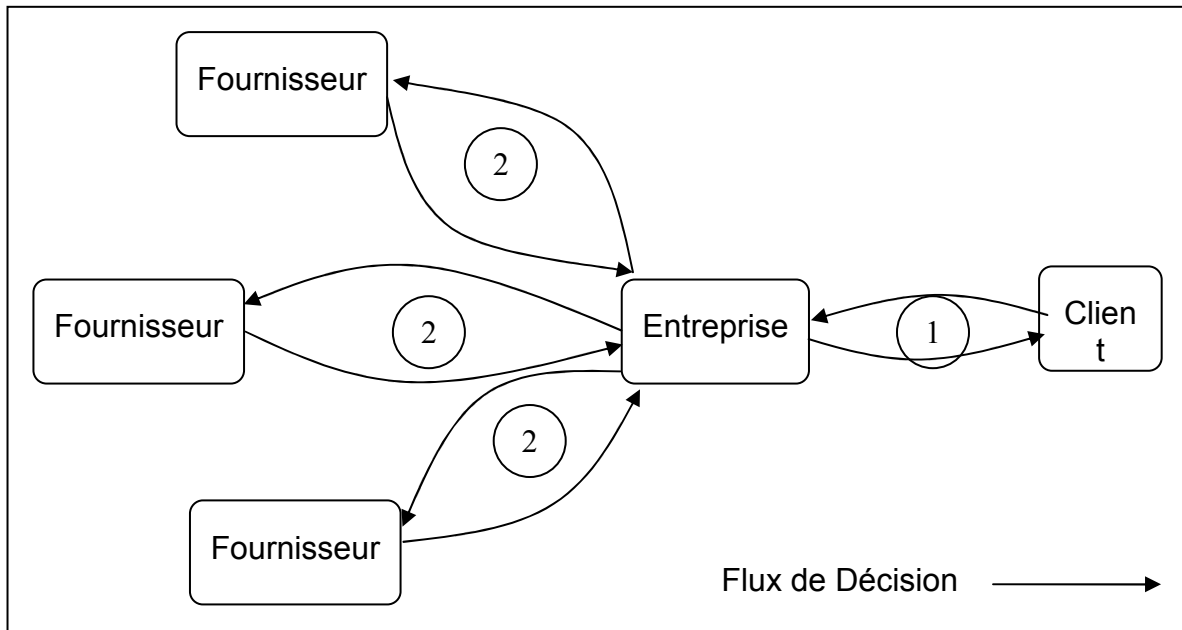 Fournisseur
2
Fournisseur
2
Entreprise
1
Clien
t
2
Fournisseur
Flux de Décision